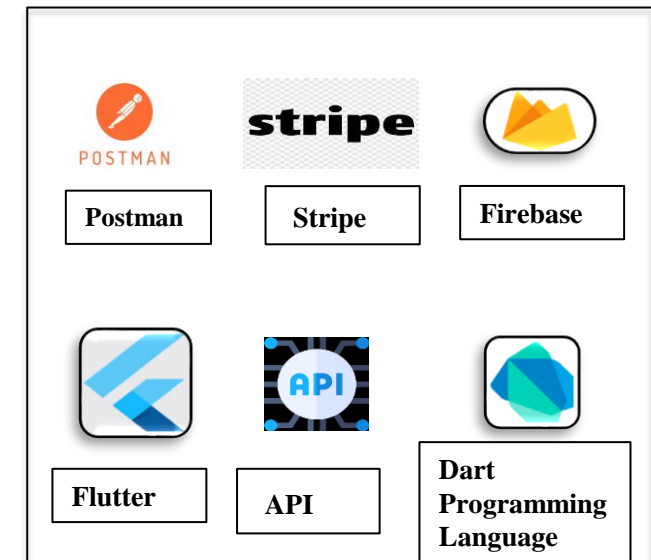 POSTMAN
stripe
Postman
Stripe
Firebase
API
Flutter
API
Dart
Programming
Language